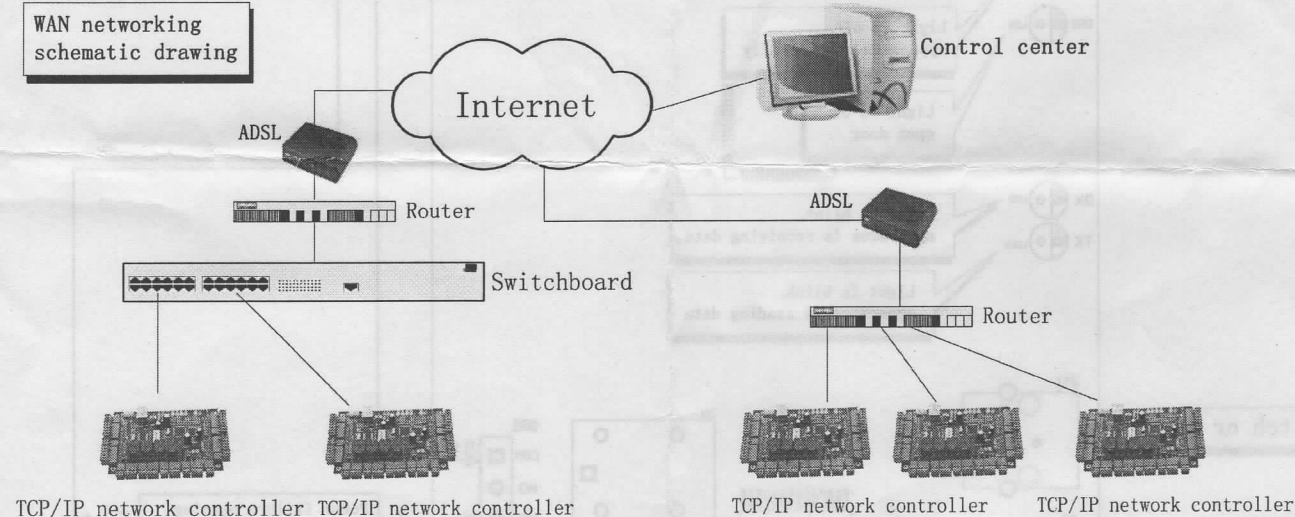 WAN networking
schematic drawing
Internet
Control center
ADSL
Router
Switchboard
ADSL
Router
TCP/IP network controller
TCP/IP network controller
TCP/IP network controller
TCP/IP network controller